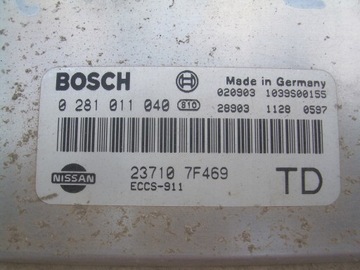 BOSCH
Made in Germany
020903 1039S00155
0 281 011 040 810
28903 1128 0597
NISSAN
23710 7F469
ECCS-911
TD